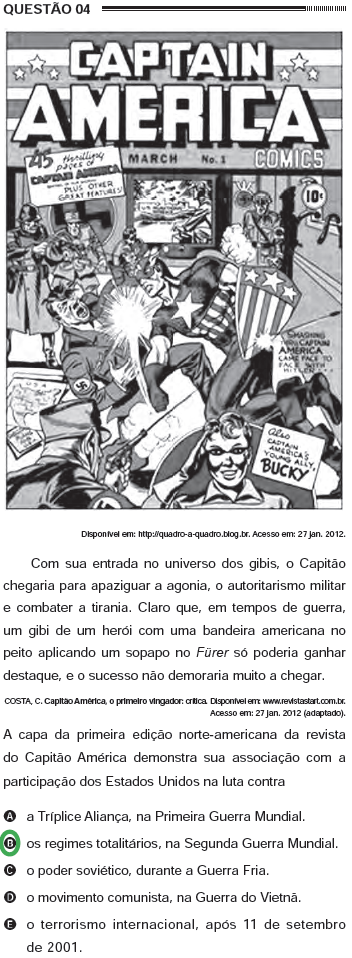 QUESTÃO 04
CAPTAIN
AMERICA
45 thrilling
pages of
CAPTAIN AMERICA
PLUS OTHER
GREAT FEATURES!
MARCH No. 1
COMICS
10¢
SMASHING
THRU, CAPTAIN
AMERICA
CAME FACE TO
FACE WITH
HITLER...
U S A
Also
CAPTAIN
AMERICA'S
YOUNG ALLY,
BUCKY
Disponível em: http://quadro-a-quadro.blog.br. Acesso em: 27 jan. 2012.
Com sua entrada no universo dos gibis, o Capitão
chegaria para apaziguar a agonia, o autoritarismo militar
e combater a tirania. Claro que, em tempos de guerra,
um gibi de um herói com uma bandeira americana no
peito aplicando um sopapo no Fürer só poderia ganhar
destaque, e o sucesso não demoraria muito a chegar.
COSTA, C. Capitão América, o primeiro vingador: crítica. Disponível em: www.revistastart.com.br.
Acesso em: 27 jan. 2012 (adaptado).
A capa da primeira edição norte-americana da revista
do Capitão América demonstra sua associação com a
participação dos Estados Unidos na luta contra
A a Tríplice Aliança, na Primeira Guerra Mundial.
B os regimes totalitários, na Segunda Guerra Mundial.
C o poder soviético, durante a Guerra Fria.
D o movimento comunista, na Guerra do Vietnã.
E o terrorismo internacional, após 11 de setembro
de 2001.